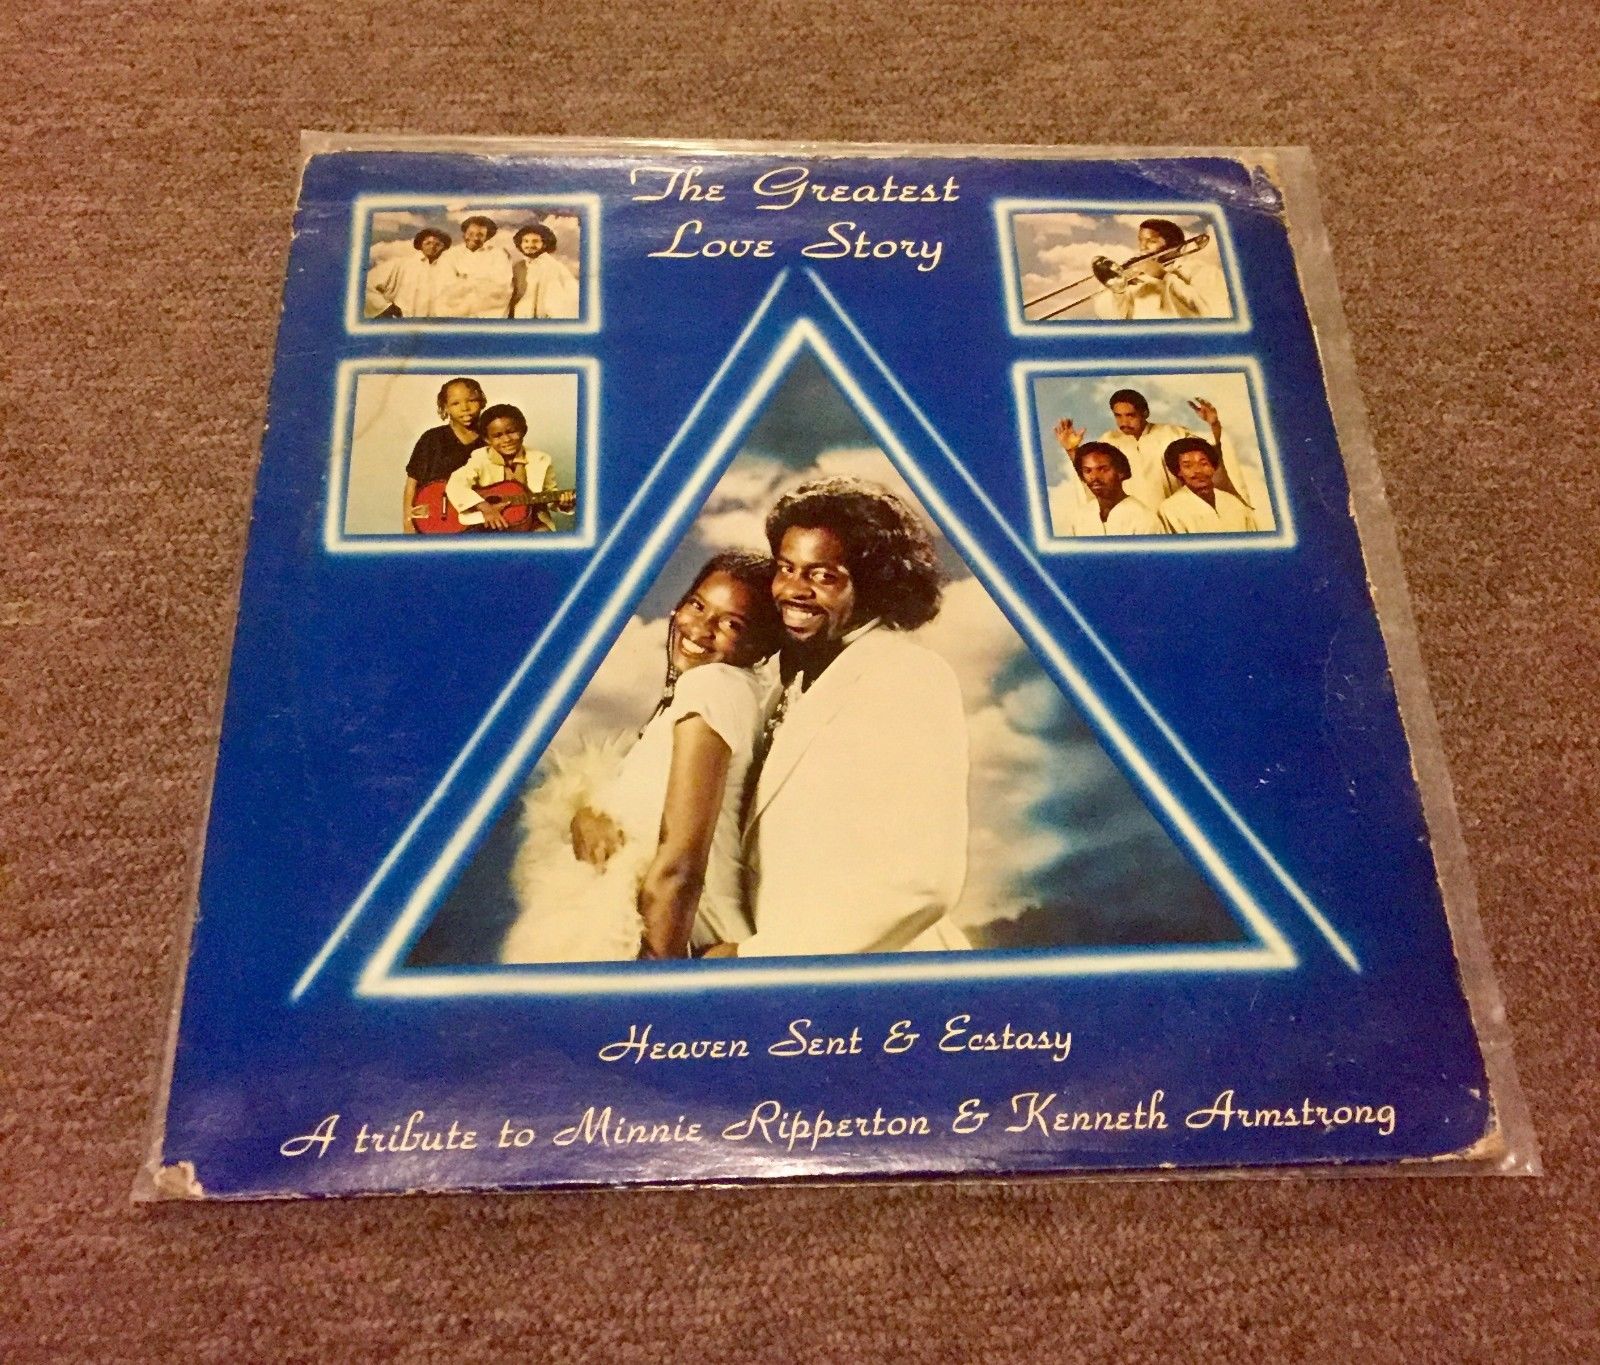 The Greatest
Love Story
Heaven Sent & Ecstasy
A tribute to Minnie Ripperton & Kenneth Armstrong